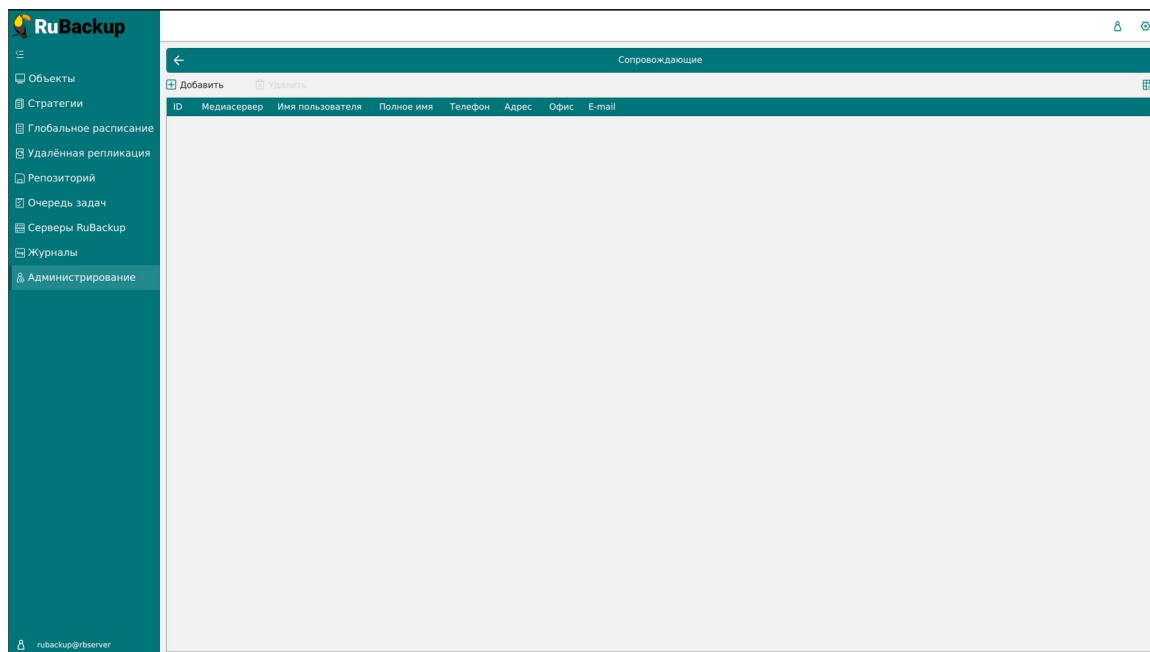 RuBackup
Сопровождающие
Объекты
Добавить Удалить
Стратегии
ID Медиасервер Имя пользователя Полное имя Телефон Адрес Офис E-mail
Глобальное расписание
Удалённая репликация
Репозиторий
Очередь задач
Серверы RuBackup
Журналы
Администрирование
rubackup@rbserver